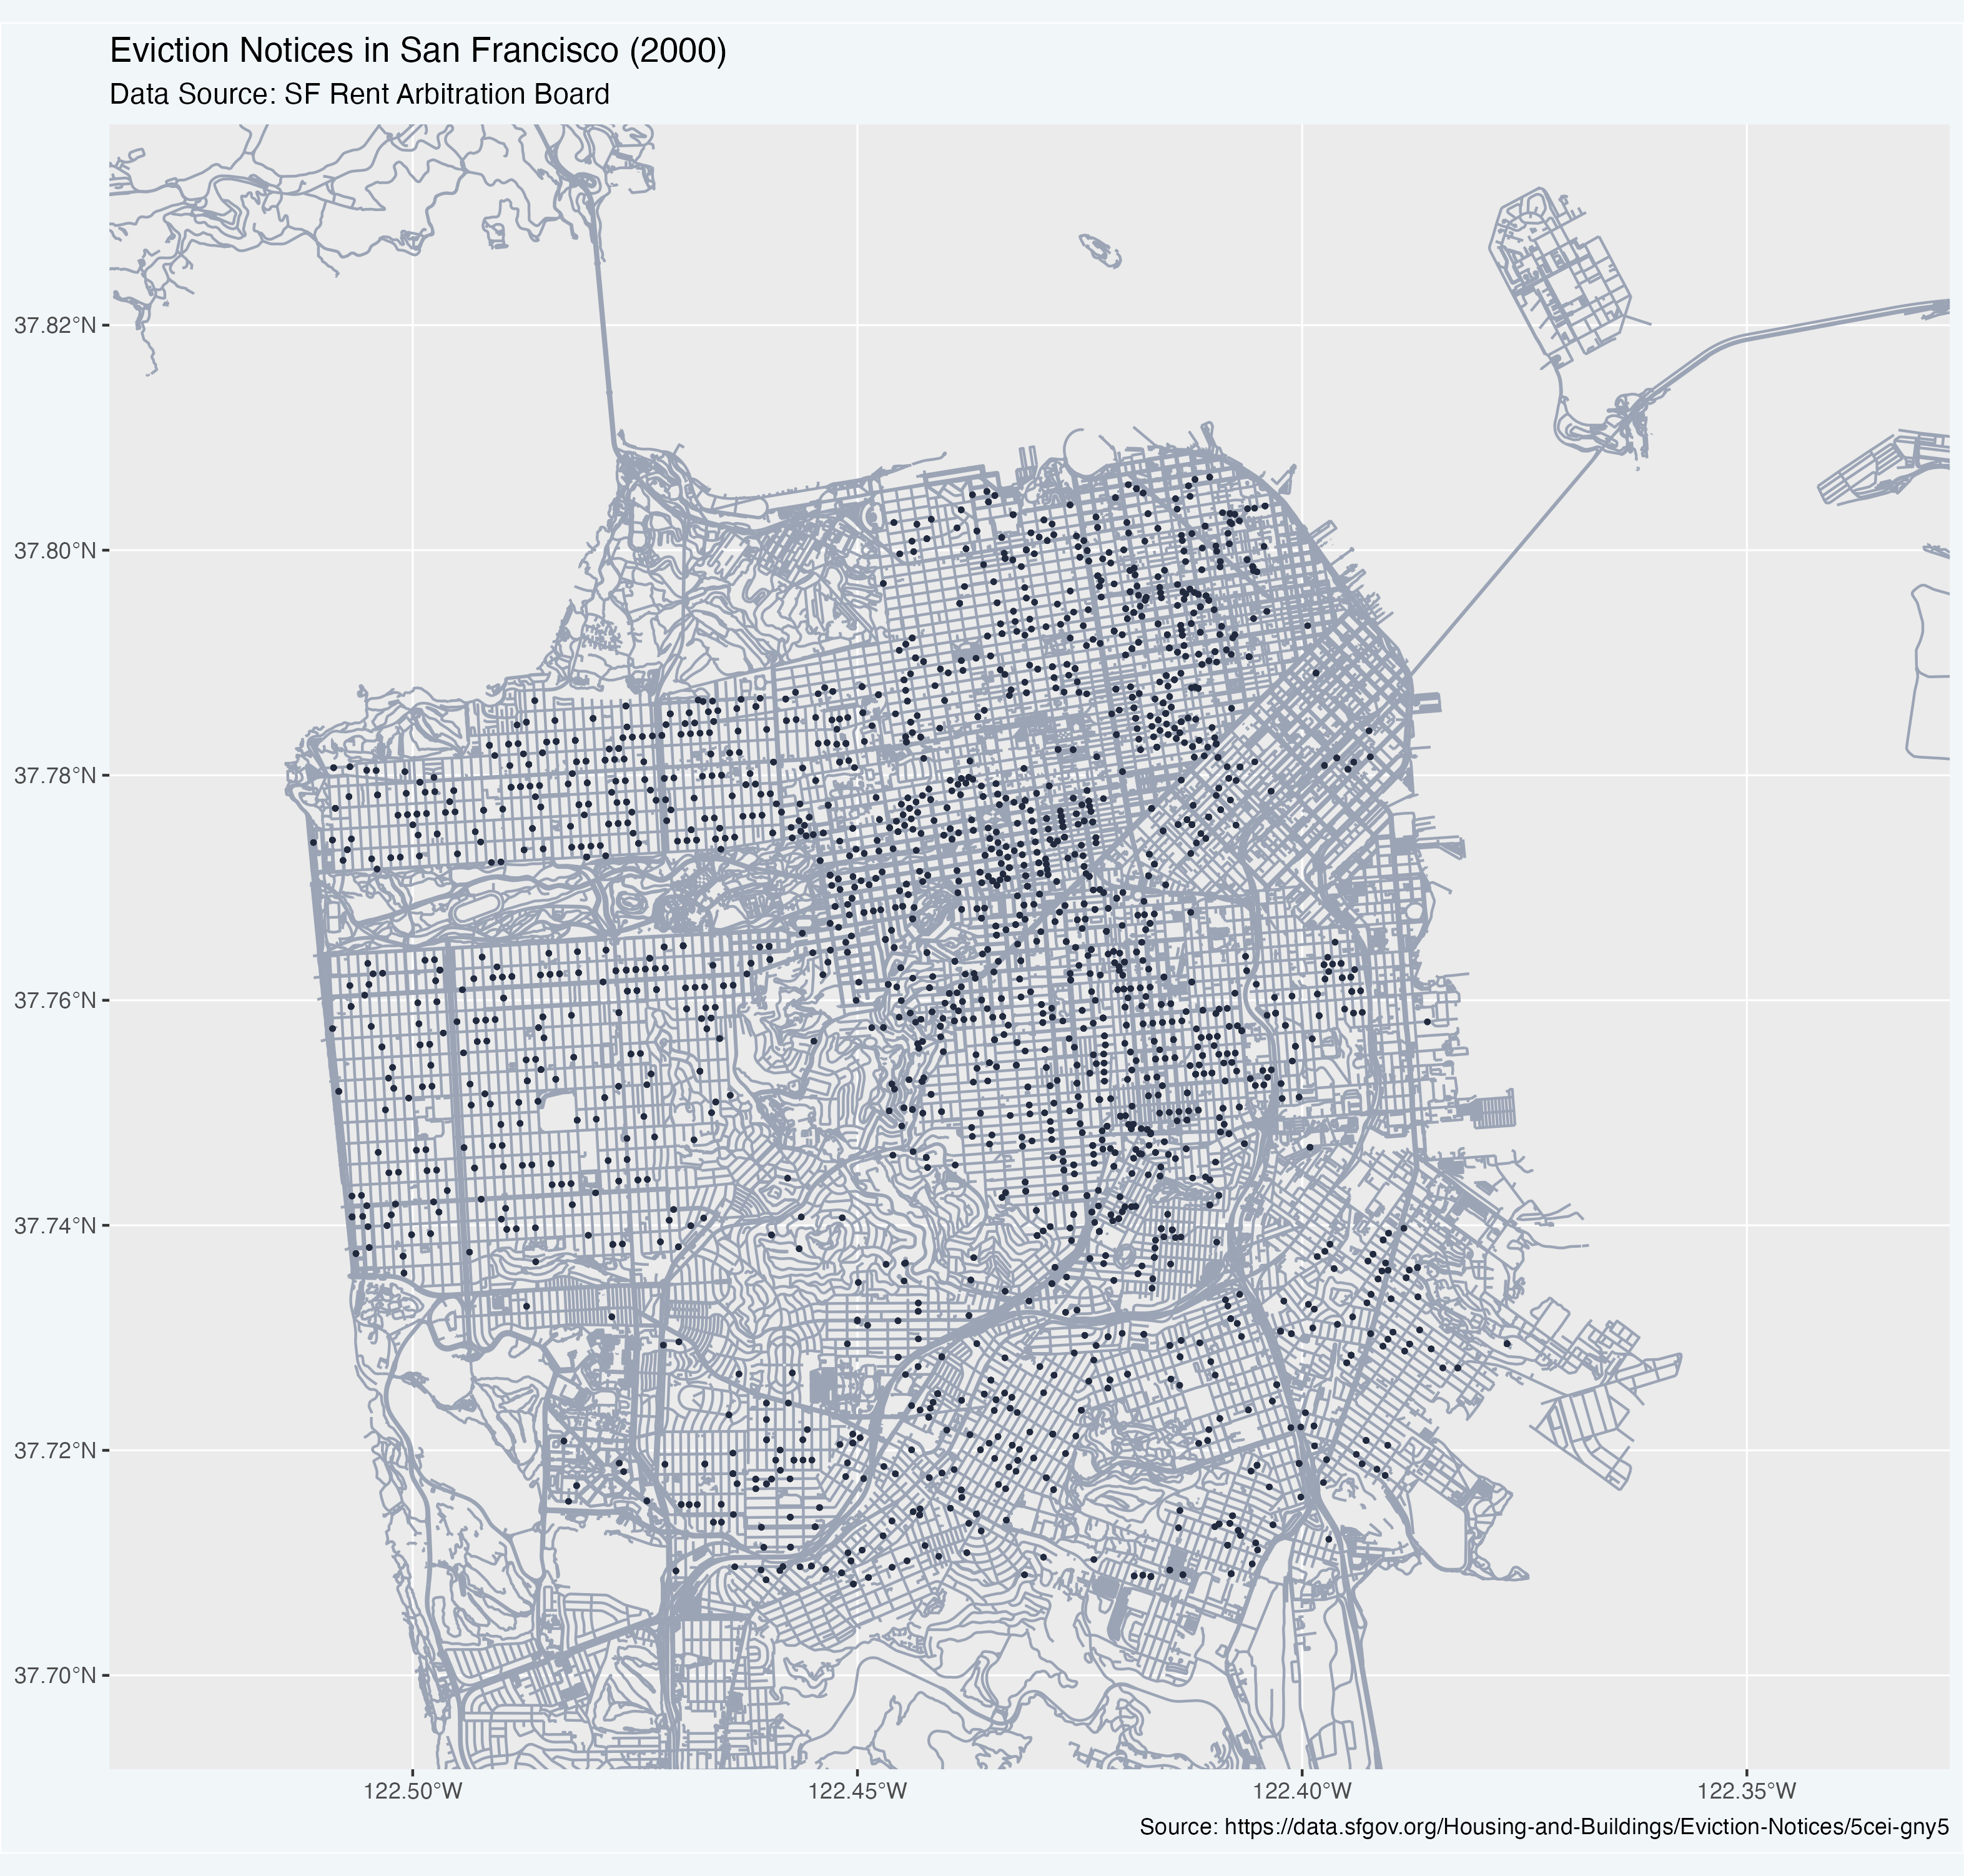 Eviction Notices in San Francisco (2000)
Data Source: SF Rent Arbitration Board
37.82°N
37.80°N
37.78°N
37.76°N
37.74°N
37.72°N
37.70°N
122.50°W
122.45°W
122.40°W
122.35°W
Source: https://data.sfgov.org/Housing-and-Buildings/Eviction-Notices/5cei-gny5